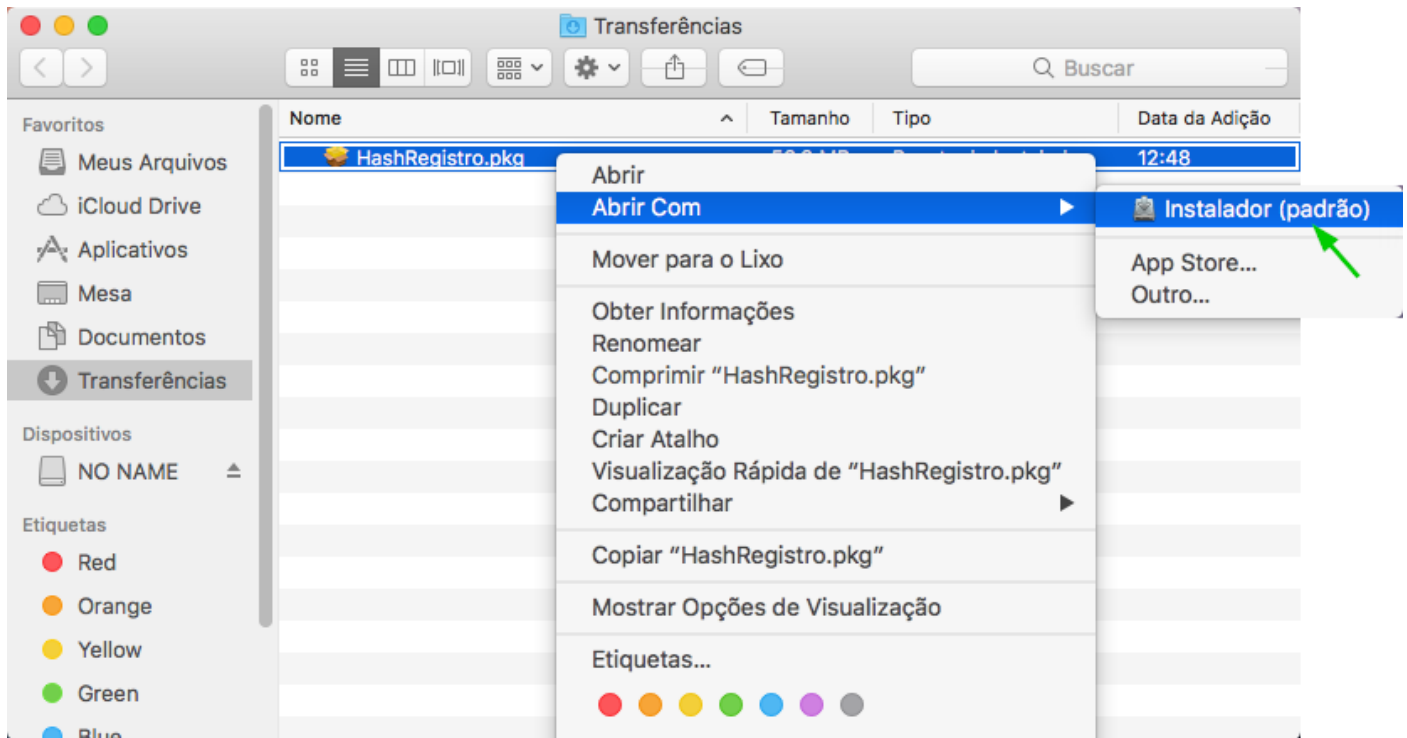 Transferências
Buscar
Favoritos
Meus Arquivos
iCloud Drive
Aplicativos
Mesa
Documentos
Transferências
Dispositivos
NO NAME
Etiquetas
Red
Orange
Yellow
Green
Blue
Nome Tamanho Tipo Data da Adição
HashRegistro.pkg 12:48
Abrir
Abrir Com
Mover para o Lixo
Obter Informações
Renomear
Comprimir “HashRegistro.pkg”
Duplicar
Criar Atalho
Visualização Rápida de “HashRegistro.pkg”
Compartilhar
Copiar “HashRegistro.pkg”
Mostrar Opções de Visualização
Etiquetas...
Instalador (padrão)
App Store...
Outro...